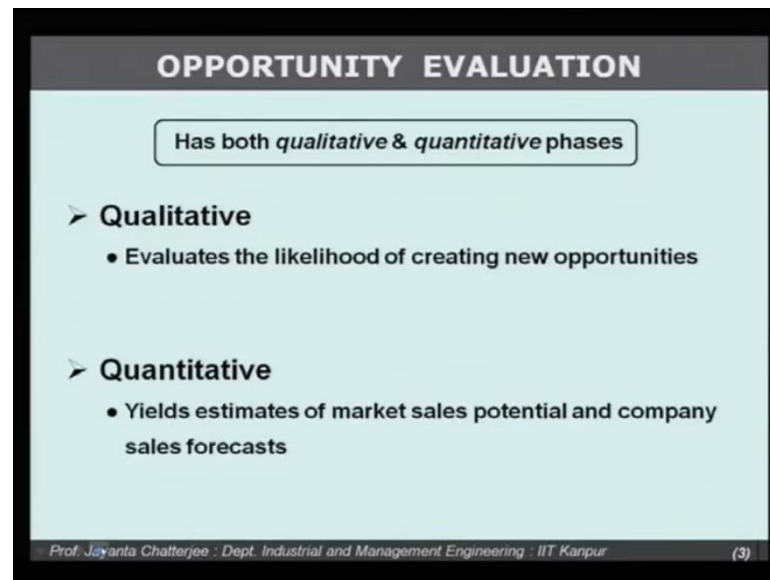 OPPORTUNITY EVALUATION
Has both qualitative & quantitative phases
➢ Qualitative
• Evaluates the likelihood of creating new opportunities
➢ Quantitative
• Yields estimates of market sales potential and company
sales forecasts
Prof. Jayanta Chatterjee : Dept. Industrial and Management Engineering : IIT Kanpur (3)